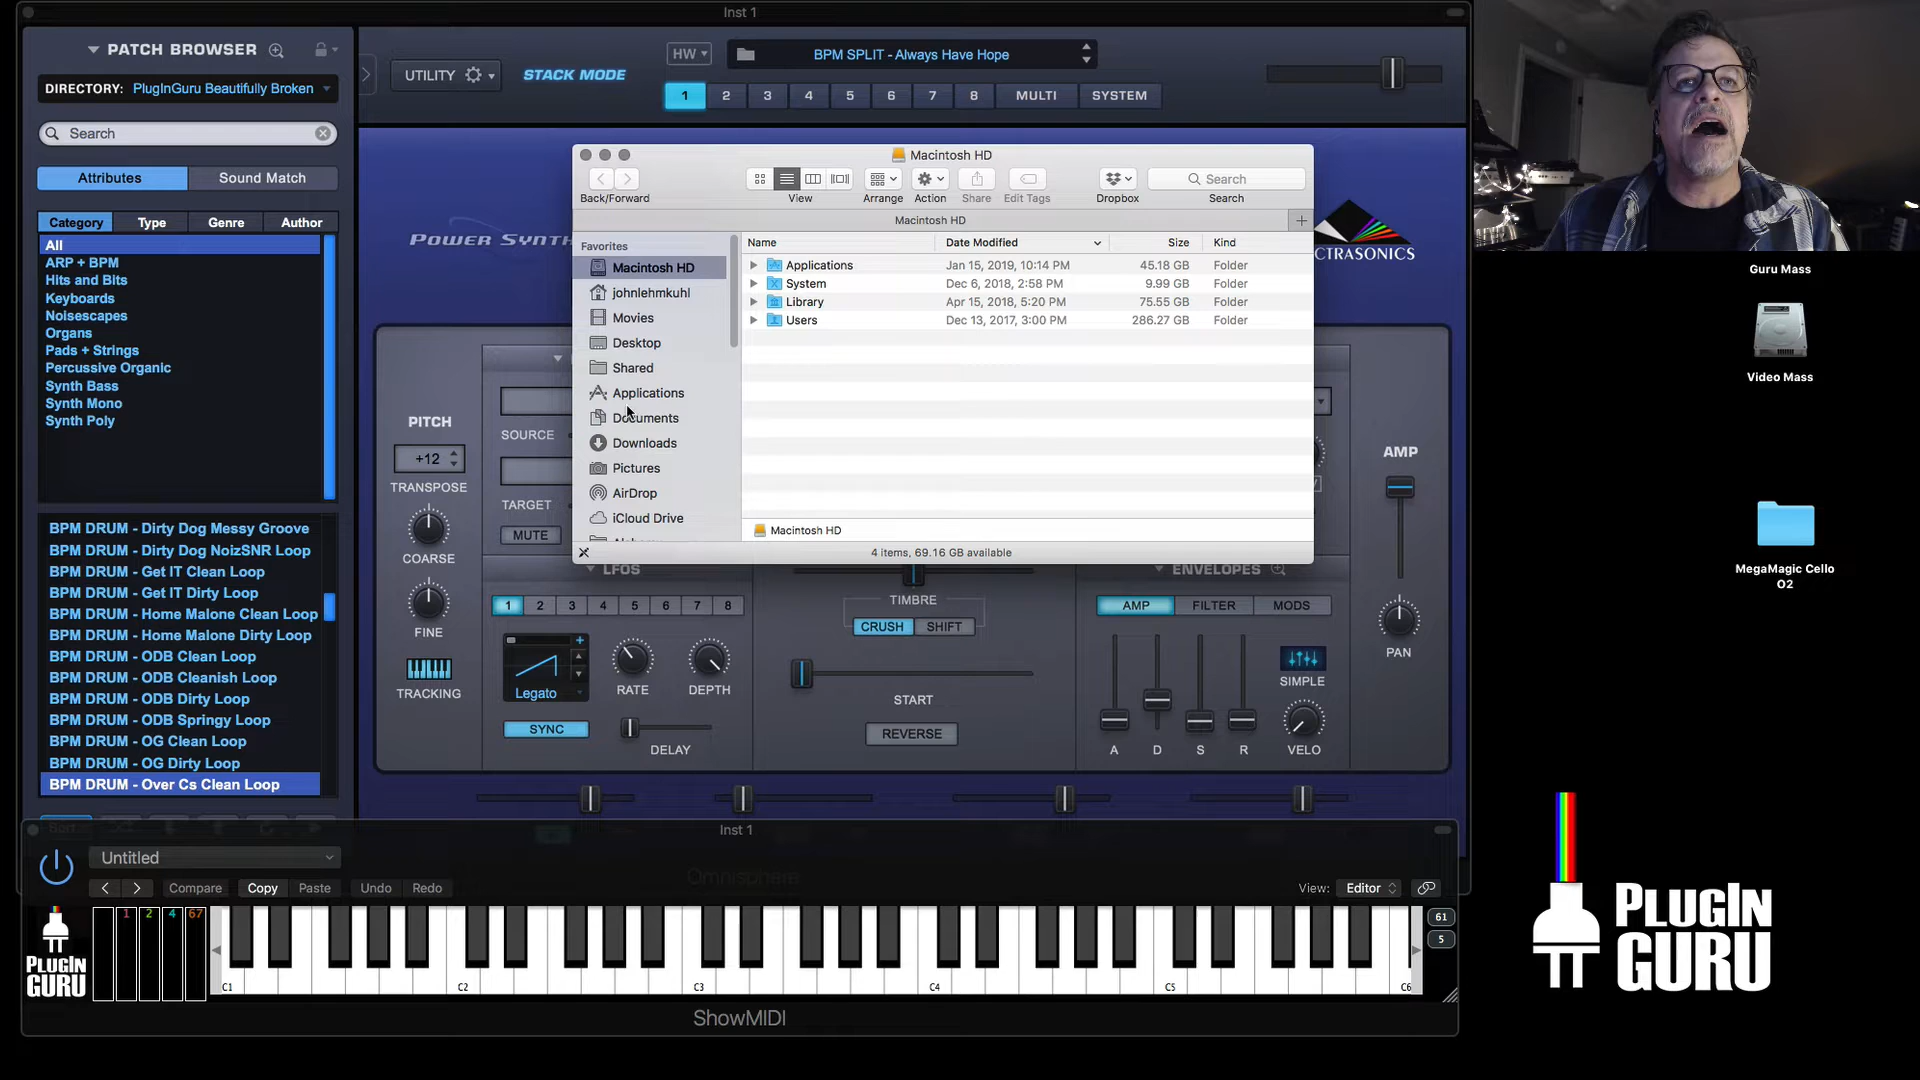 Inst 1
PATCH BROWSER
DIRECTORY: PlugInGuru Beautifully Broken
Search
Attributes
Sound Match
Category
Type
Genre
Author
All
ARP + BPM
Hits and Bits
Keyboards
Noisescapes
Organs
Pads + Strings
Percussive Organic
Synth Bass
Synth Mono
Synth Poly
BPM DRUM - Dirty Dog Messy Groove
BPM DRUM - Dirty Dog NoizSNR Loop
BPM DRUM - Get IT Clean Loop
BPM DRUM - Get IT Dirty Loop
BPM DRUM - Home Malone Clean Loop
BPM DRUM - Home Malone Dirty Loop
BPM DRUM - ODB Clean Loop
BPM DRUM - ODB Cleanish Loop
BPM DRUM - ODB Dirty Loop
BPM DRUM - ODB Springy Loop
BPM DRUM - OG Clean Loop
BPM DRUM - OG Dirty Loop
BPM DRUM - Over Cs Clean Loop
UTILITY
STACK MODE
HW
BPM SPLIT - Always Have Hope
1 2 3 4 5 6 7 8 MULTI SYSTEM
POWER SYNTH
CTRASONICS
Macintosh HD
Back/Forward
View
Arrange
Action
Share
Edit Tags
Dropbox
Search
Search
Macintosh HD
Favorites
Macintosh HD
johnlehmkuhl
Movies
Desktop
Shared
Applications
Documents
Downloads
Pictures
AirDrop
iCloud Drive
Name Date Modified Size Kind
Applications Jan 15, 2019, 10:14 PM 45.18 GB Folder
System Dec 6, 2018, 2:58 PM 9.99 GB Folder
Library Apr 15, 2018, 5:20 PM 75.55 GB Folder
Users Dec 13, 2017, 3:00 PM 286.27 GB Folder
Macintosh HD
4 items, 69.16 GB available
PITCH
+12
TRANSPOSE
COARSE
FINE
TRACKING
SOURCE
TARGET
MUTE
LFOS
1 2 3 4 5 6 7 8
Legato
RATE
DEPTH
SYNC
DELAY
TIMBRE
CRUSH SHIFT
START
REVERSE
ENVELOPES
AMP FILTER MODS
A D S R
SIMPLE
VELO
AMP
PAN
Inst 1
Untitled
Compare Copy Paste Undo Redo
Omnisphere
View: Editor
1 2 4 67
PLUGIN
GURU
C1 C2 C3 C4 C5 C6
61
5
ShowMIDI
Guru Mass
Video Mass
MegaMagic Cello
O2
PLUGIN
GURU